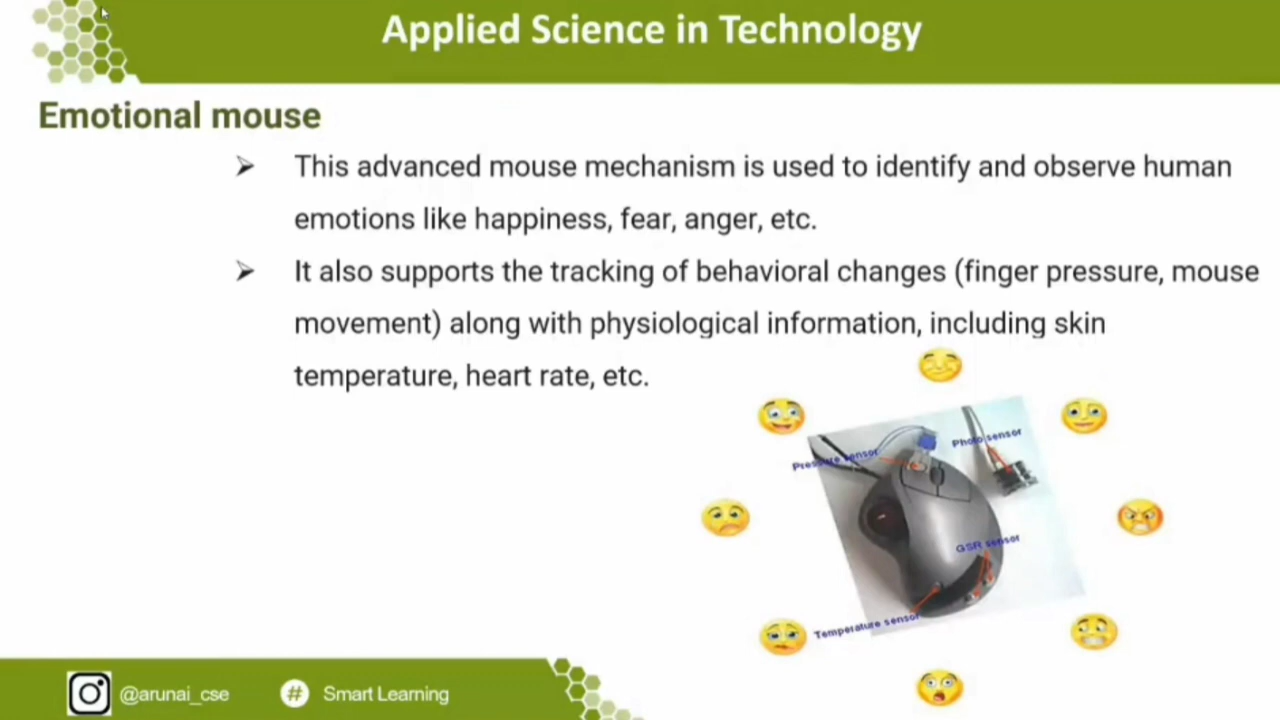 Applied Science in Technology
Emotional mouse
This advanced mouse mechanism is used to identify and observe human
emotions like happiness, fear, anger, etc.
It also supports the tracking of behavioral changes (finger pressure, mouse
movement) along with physiological information, including skin
temperature, heart rate, etc.
Photo sensor
Pressure sensor
GSR sensor
Temperature sensor
@arunai_cse
# Smart Learning